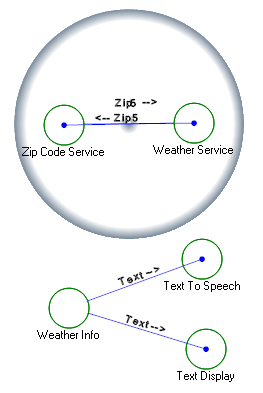 Zip6 -->
<-- Zip5
Zip Code Service
Weather Service
Text -->
Text To Speech
Weather Info
Text -->
Text Display